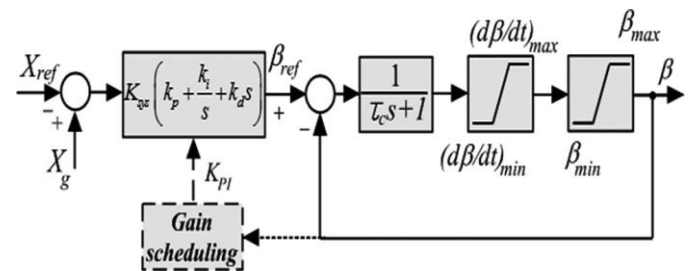 X_ref
−
+
X_g
K_sys ( k_p + k_i/s + k_d s )
β_ref
+
−
1/(τ_c s+1)
(dβ/dt)_max
(dβ/dt)_min
β_max
β_min
β
K_PI
Gain
scheduling